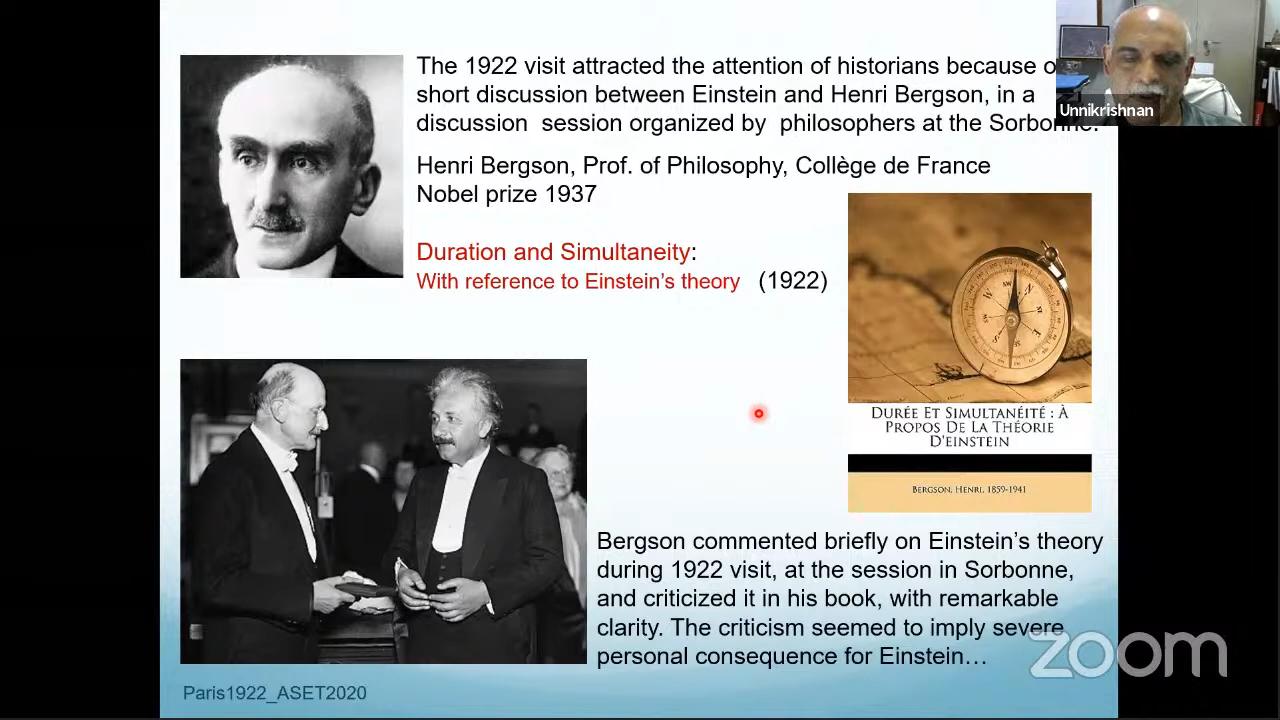 The 1922 visit attracted the attention of historians because o
short discussion between Einstein and Henri Bergson, in a
discussion session organized by philosophers at the Sorbonne.
Unnikrishnan
Henri Bergson, Prof. of Philosophy, Collège de France
Nobel prize 1937
Duration and Simultaneity:
With reference to Einstein's theory (1922)
DURÉE ET SIMULTANÉITÉ : À
PROPOS DE LA THÉORIE
D'EINSTEIN
BERGSON, HENRI, 1859-1941
Bergson commented briefly on Einstein's theory
during 1922 visit, at the session in Sorbonne,
and criticized it in his book, with remarkable
clarity. The criticism seemed to imply severe
personal consequence for Einstein…
zoom
Paris1922_ASET2020